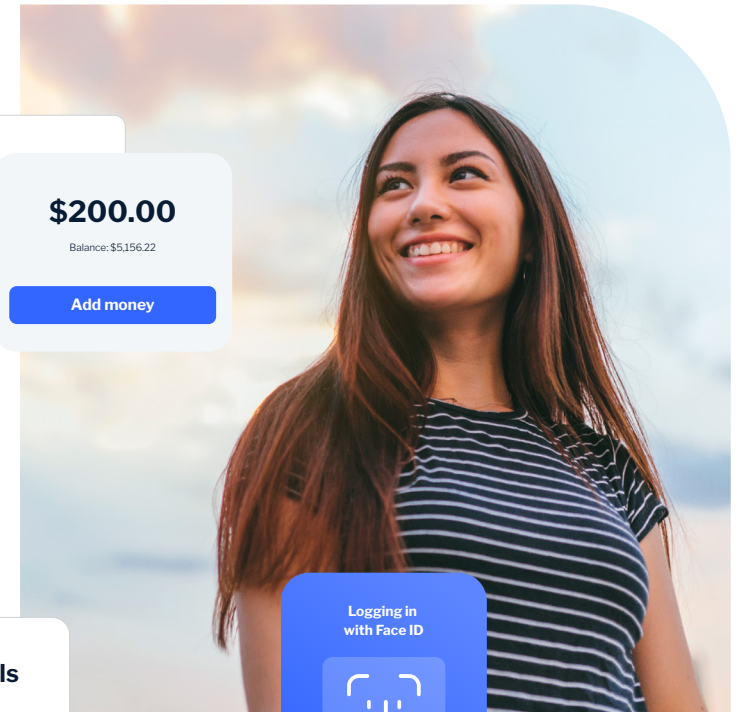 $200.00
Balance: $5,156.22
Add money
Logging in
with Face ID
ls